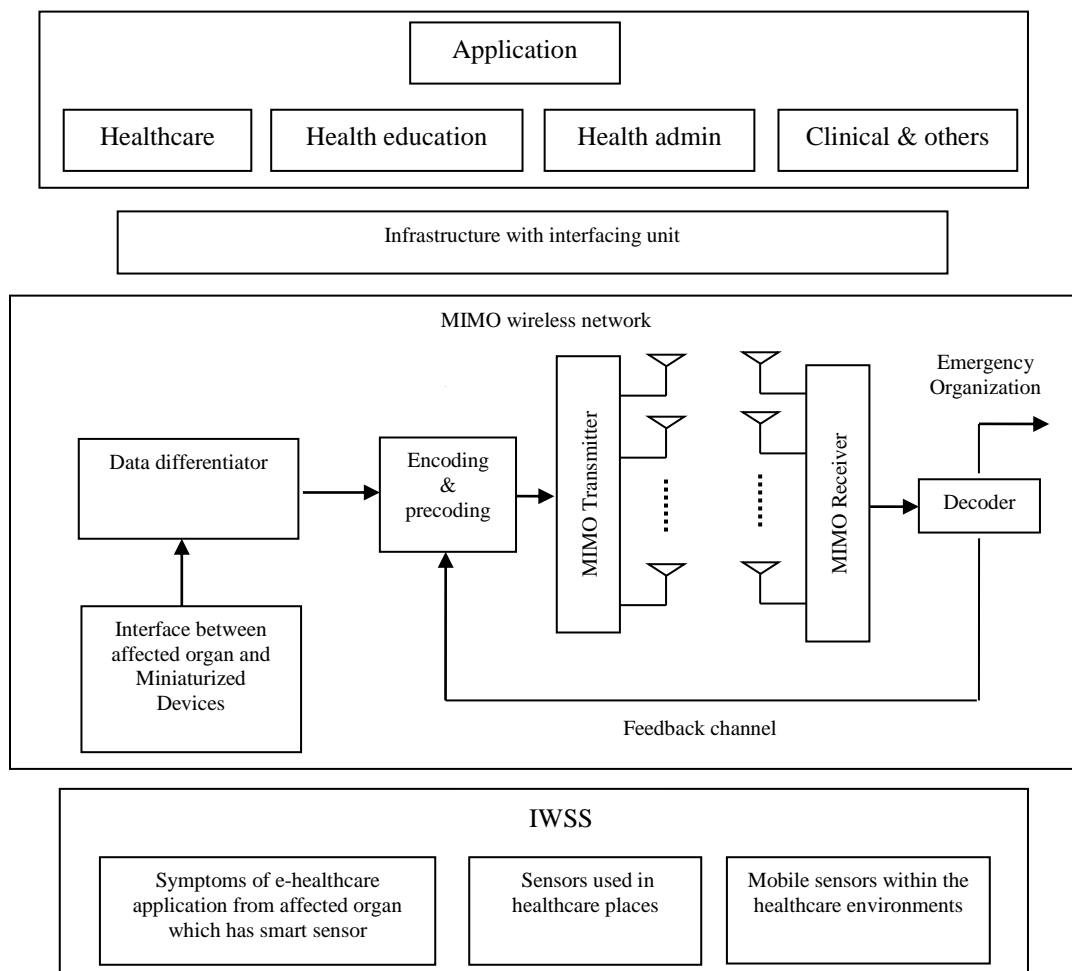 Application
Healthcare
Health education
Health admin
Clinical & others
Infrastructure with interfacing unit
MIMO wireless network
Emergency
Organization
Data differentiator
Encoding
&
precoding
MIMO Transmitter
MIMO Receiver
Decoder
Interface between
affected organ and
Miniaturized
Devices
Feedback channel
IWSS
Symptoms of e-healthcare
application from affected organ
which has smart sensor
Sensors used in
healthcare places
Mobile sensors within the
healthcare environments